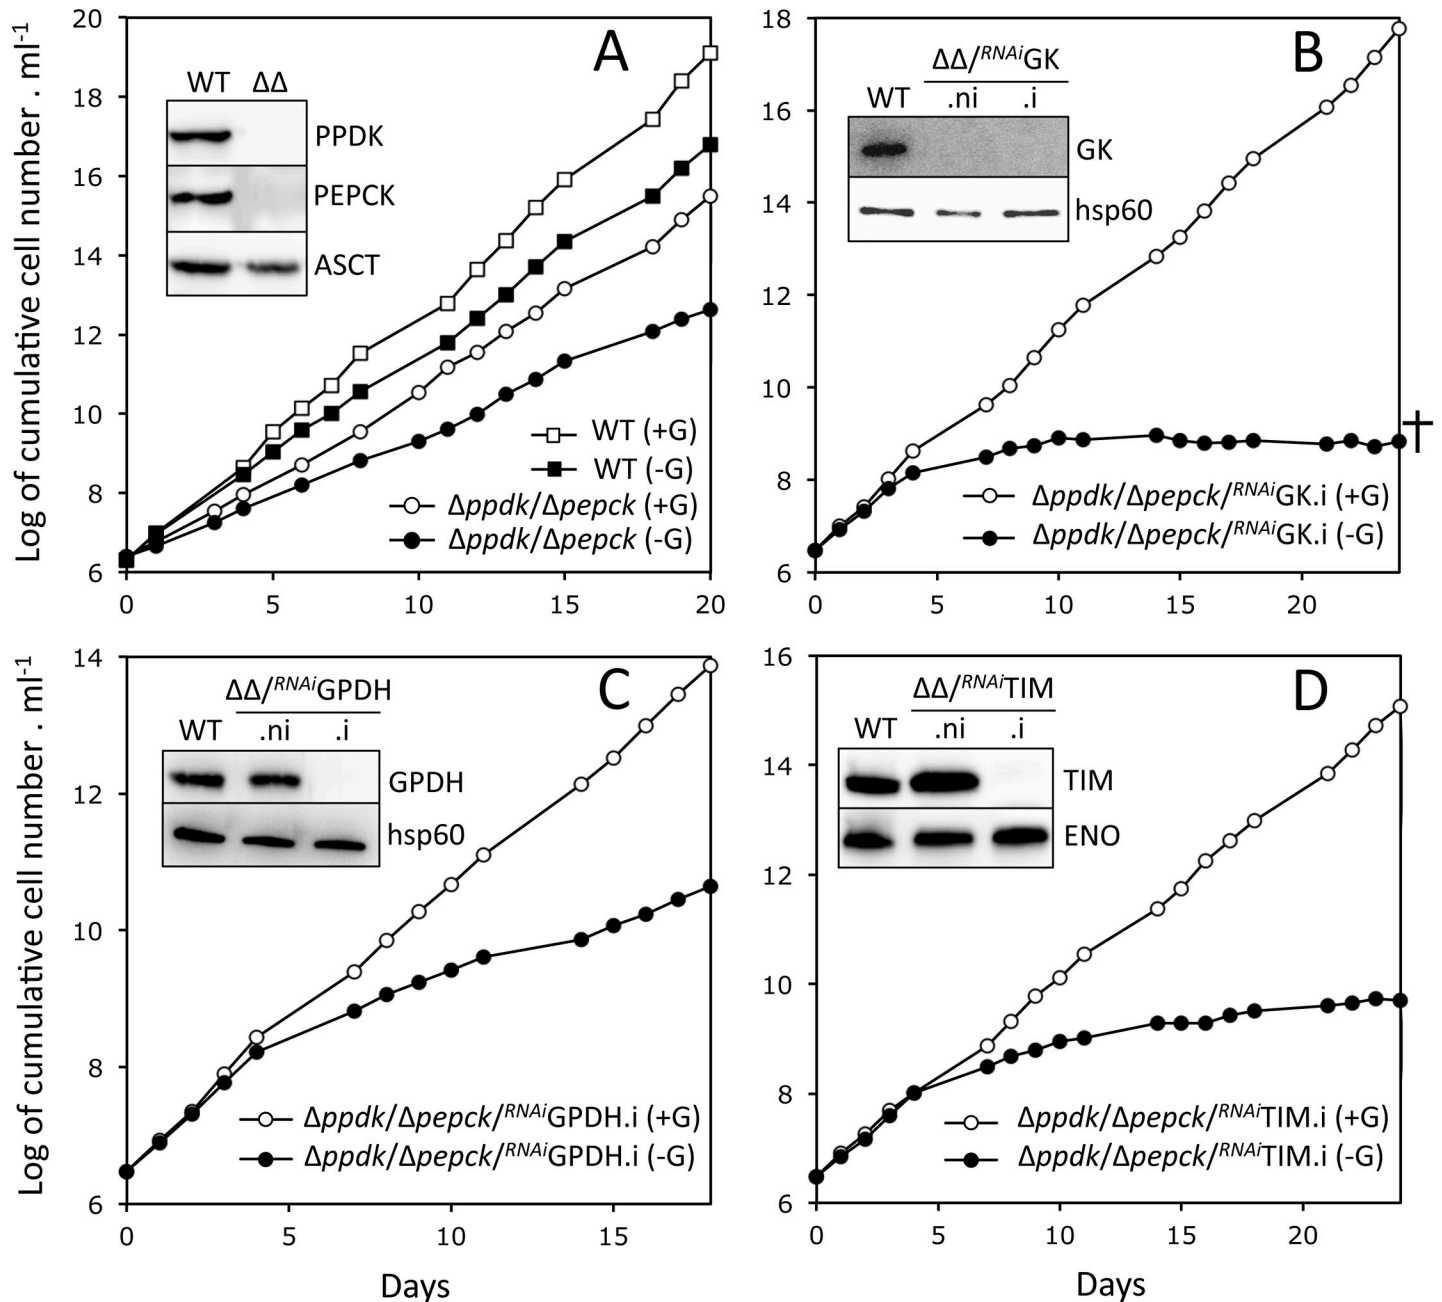 A
Log of cumulative cell number . ml-1
20
18
16
14
12
10
8
6
WT ΔΔ
PPDK
PEPCK
ASCT
WT (+G)
WT (-G)
Δppdk/Δpepck (+G)
Δppdk/Δpepck (-G)
0 5 10 15 20
B
18
16
14
12
10
8
6
ΔΔ/RNAiGK
WT .ni .i
GK
hsp60
†
Δppdk/Δpepck/RNAiGK.i (+G)
Δppdk/Δpepck/RNAiGK.i (-G)
0 5 10 15 20
C
Log of cumulative cell number . ml-1
14
12
10
8
6
ΔΔ/RNAiGPDH
WT .ni .i
GPDH
hsp60
Δppdk/Δpepck/RNAiGPDH.i (+G)
Δppdk/Δpepck/RNAiGPDH.i (-G)
0 5 10 15
Days
D
16
14
12
10
8
6
ΔΔ/RNAiTIM
WT .ni .i
TIM
ENO
Δppdk/Δpepck/RNAiTIM.i (+G)
Δppdk/Δpepck/RNAiTIM.i (-G)
0 5 10 15 20
Days